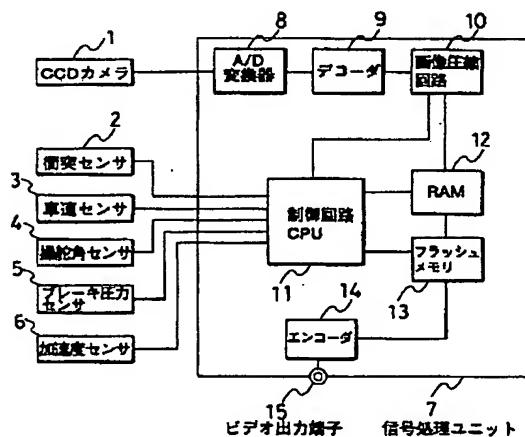 8
9
10
1
A/D
変換器
デコーダ
画像圧縮
回路
CCDカメラ
2
衝突センサ
12
3
車速センサ
制御回路
CPU
RAM
4
操舵角センサ
フラッシュ
メモリ
5
ブレーキ圧力
センサ
11
14
13
6
エンコーダ
加速度センサ
15
7
ビデオ出力端子
信号処理ユニット